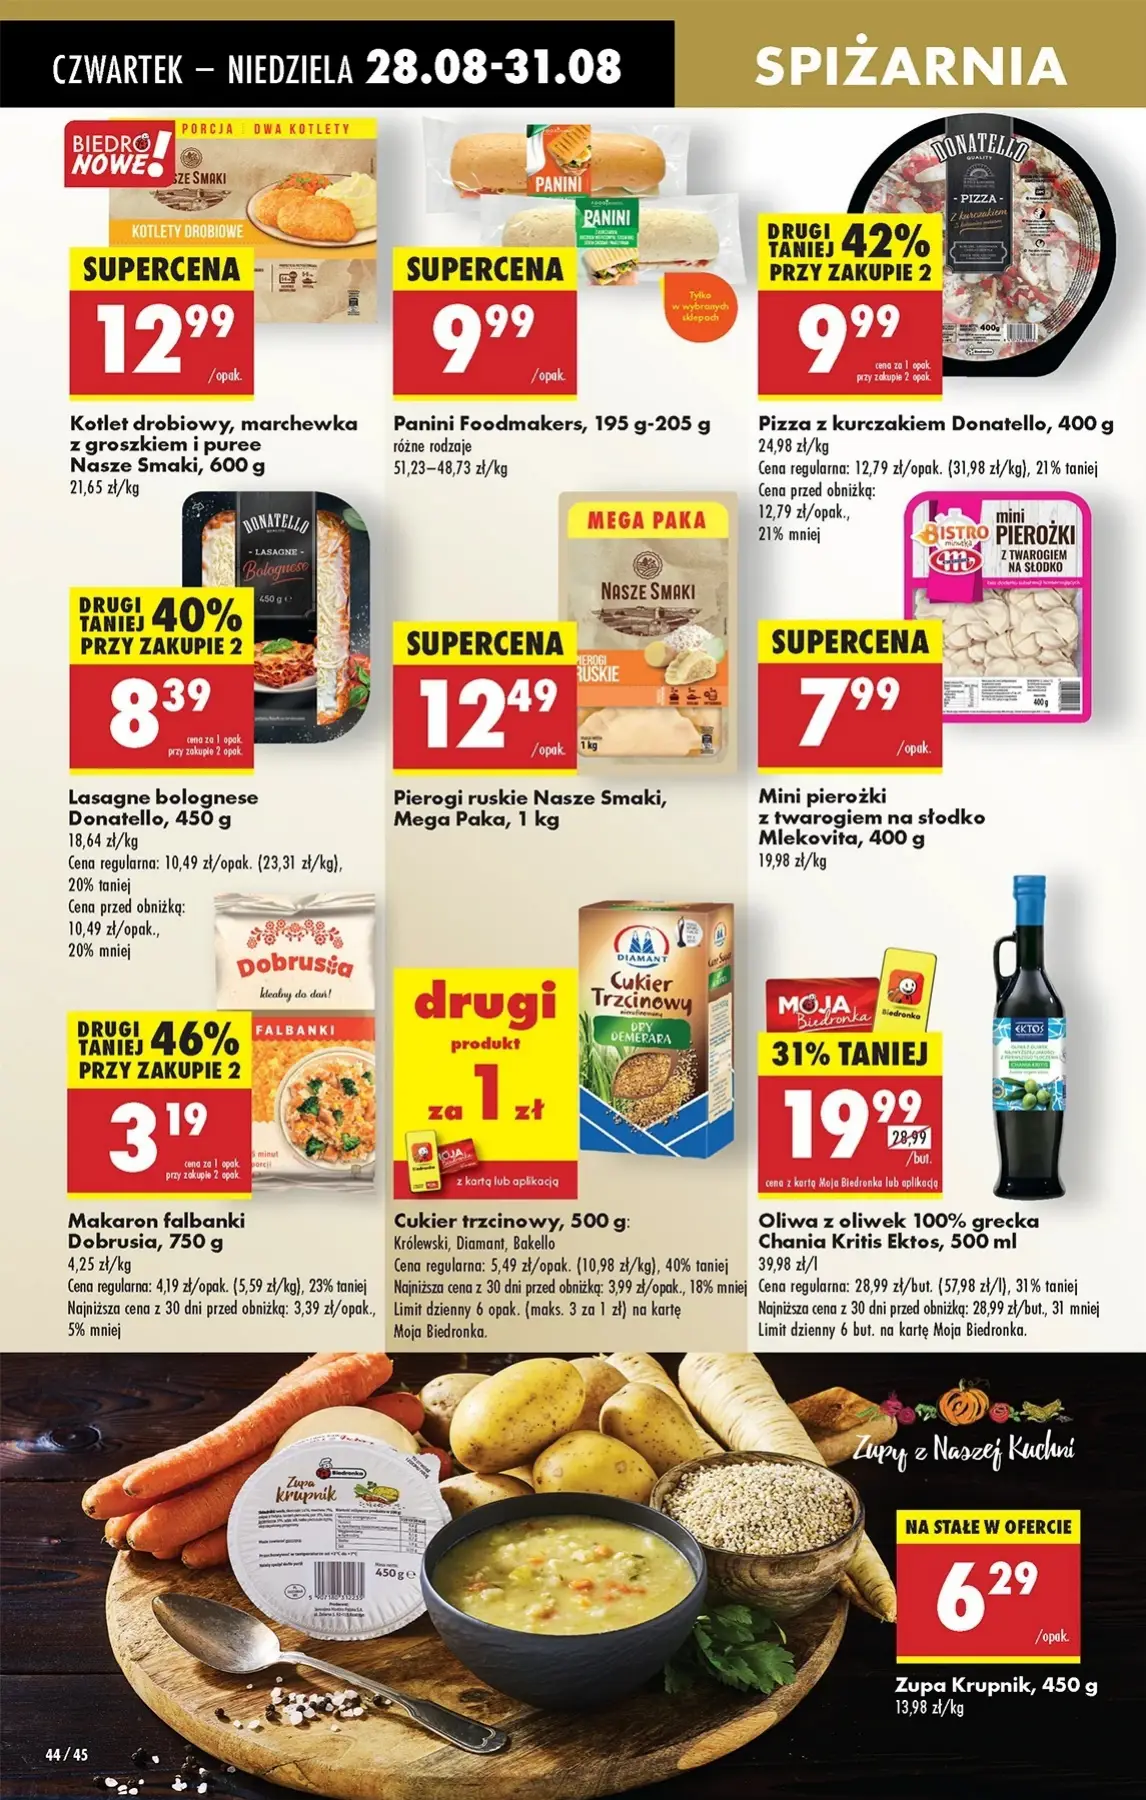 CZWARTEK – NIEDZIELA 28.08-31.08
SPIŻARNIA
BIEDRO
NOWE!
PORCJA DWA KOTLETY
SZE SMAKI
KOTLETY DROBIOWE
SUPERCENA
12 99
/opak.
Kotlet drobiowy, marchewka
z groszkiem i puree
Nasze Smaki, 600 g
21,65 zł/kg
PANINI
PANINI
SUPERCENA
9 99
/opak.
Tylko
w wybranych
sklepach
Panini Foodmakers, 195 g-205 g
różne rodzaje
51,23–48,73 zł/kg
DONATELLO
QUALITY
PIZZA
Z kurczakiem
400g
DRUGI
TANIEJ 42%
PRZY ZAKUPIE 2
9 99
cena za 1 opak.
przy zakupie 2 opak.
Pizza z kurczakiem Donatello, 400 g
24,98 zł/kg
Cena regularna: 12,79 zł/opak. (31,98 zł/kg), 21% taniej
Cena przed obniżką:
12,79 zł/opak.,
21% mniej
DONATELLO
QUALITY
- LASAGNE -
Bolognese
450 g e
DRUGI
TANIEJ 40%
PRZY ZAKUPIE 2
8 39
cena za 1 opak.
przy zakupie 2 opak.
Lasagne bolognese
Donatello, 450 g
18,64 zł/kg
Cena regularna: 10,49 zł/opak. (23,31 zł/kg),
20% taniej
Cena przed obniżką:
10,49 zł/opak.,
20% mniej
MEGA PAKA
NASZE SMAKI
PIEROGI
RUSKIE
1 kg
SUPERCENA
12 49
/opak.
Pierogi ruskie Nasze Smaki,
Mega Paka, 1 kg
BISTRO
mini
PIEROŻKI
Z TWAROGIEM
NA SŁODKO
400 g
SUPERCENA
7 99
/opak.
Mini pierożki
z twarogiem na słodko
Mlekovita, 400 g
19,98 zł/kg
Dobrusia
Idealny do dań!
FALBANKI
DRUGI
TANIEJ 46%
PRZY ZAKUPIE 2
3 19
cena za 1 opak.
przy zakupie 2 opak.
Makaron falbanki
Dobrusia, 750 g
4,25 zł/kg
Cena regularna: 4,19 zł/opak. (5,59 zł/kg), 23% taniej
Najniższa cena z 30 dni przed obniżką: 3,39 zł/opak.,
5% mniej
DIAMANT
Cukier
Trzcinowy
nierafinowany
DRY
DEMERARA
drugi
produkt
za 1 zł
MOJA
z kartą lub aplikacją
Cukier trzcinowy, 500 g:
Królewski, Diamant, Bakello
Cena regularna: 5,49 zł/opak. (10,98 zł/kg), 40% taniej
Najniższa cena z 30 dni przed obniżką: 3,99 zł/opak., 18% mniej
Limit dzienny 6 opak. (maks. 3 za 1 zł) na kartę
Moja Biedronka.
MOJA
Biedronka
Biedronka
EKTOS
CHANIA KRITIS
31% TANIEJ
19 99
28,99
/but.
cena z kartą Moja Biedronka lub aplikacją
Oliwa z oliwek 100% grecka
Chania Kritis Ektos, 500 ml
39,98 zł/l
Cena regularna: 28,99 zł/but. (57,98 zł/l), 31% taniej
Najniższa cena z 30 dni przed obniżką: 28,99 zł/but., 31 mniej
Limit dzienny 6 but. na kartę Moja Biedronka.
Zupy z Naszej Kuchni
Biedronka
Zupa
krupnik
450 g e
5 907180 312235
NA STAŁE W OFERCIE
6 29
/opak.
Zupa Krupnik, 450 g
13,98 zł/kg
44 / 45